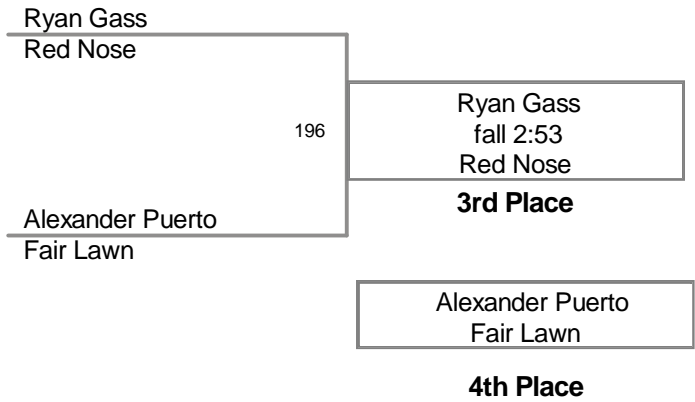 Ryan Gass
Red Nose
196
Ryan Gass
fall 2:53
Red Nose
3rd Place
Alexander Puerto
Fair Lawn
Alexander Puerto
Fair Lawn
4th Place